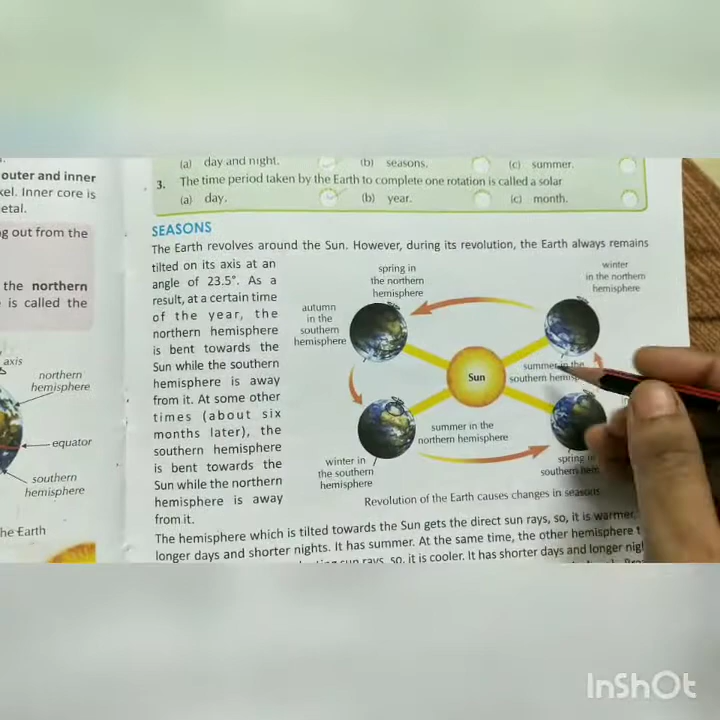 outer and inner
kel. Inner core is
etal.
g out from the
the northern
is called the
axis
northern
hemisphere
equator
southern
hemisphere
he Earth
(a) day and night. (b) seasons. (c) summer.
3. The time period taken by the Earth to complete one rotation is called a solar
(a) day. (b) year. (c) month.
SEASONS
The Earth revolves around the Sun. However, during its revolution, the Earth always remains
tilted on its axis at an
angle of 23.5°. As a
result, at a certain time
of the year, the
northern hemisphere
is bent towards the
Sun while the southern
hemisphere is away
from it. At some other
times (about six
months later), the
southern hemisphere
is bent towards the
Sun while the northern
hemisphere is away
from it.
spring in
the northern
hemisphere
winter
in the northern
hemisphere
autumn
in the
southern
hemisphere
Sun
summer in the
southern hemisp
summer in the
northern hemisphere
winter in
the southern
hemisphere
spring in
southern hem
Revolution of the Earth causes changes in seasons
The hemisphere which is tilted towards the Sun gets the direct sun rays, so, it is warmer.
longer days and shorter nights. It has summer. At the same time, the other hemisphere t
sun rays, so, it is cooler. It has shorter days and longer nigh
InShOt